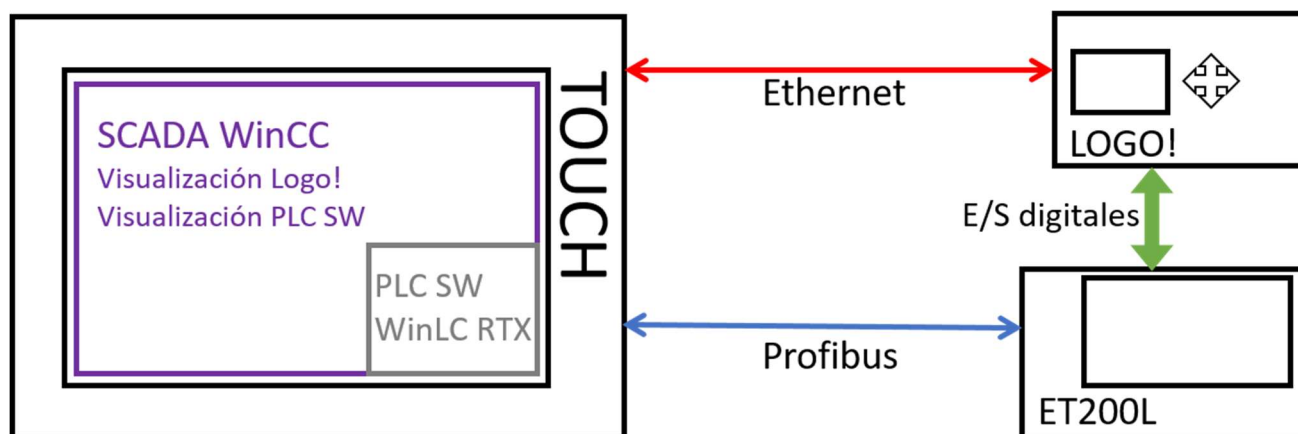 SCADA WinCC
Visualización Logo!
Visualización PLC SW
PLC SW
WinLC RTX
TOUCH
Ethernet
LOGO!
E/S digitales
Profibus
ET200L